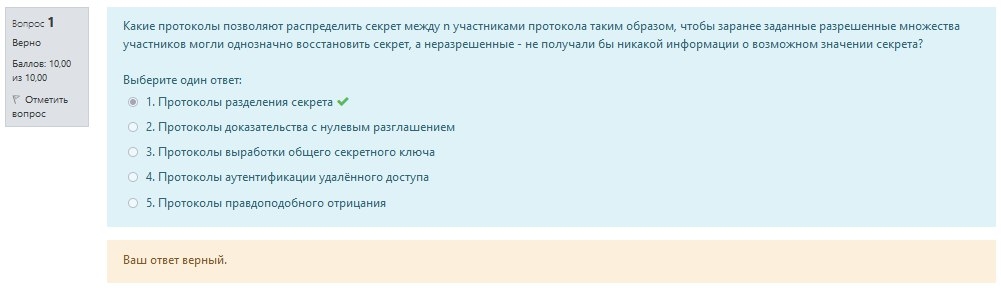 Вопрос 1
Верно
Баллов: 10,00
из 10,00
Отметить
вопрос
Какие протоколы позволяют распределить секрет между n участниками протокола таким образом, чтобы заранее заданные разрешенные множества
участников могли однозначно восстановить секрет, а неразрешенные - не получали бы никакой информации о возможном значении секрета?
Выберите один ответ:
1. Протоколы разделения секрета
2. Протоколы доказательства с нулевым разглашением
3. Протоколы выработки общего секретного ключа
4. Протоколы аутентификации удалённого доступа
5. Протоколы правдоподобного отрицания
Ваш ответ верный.